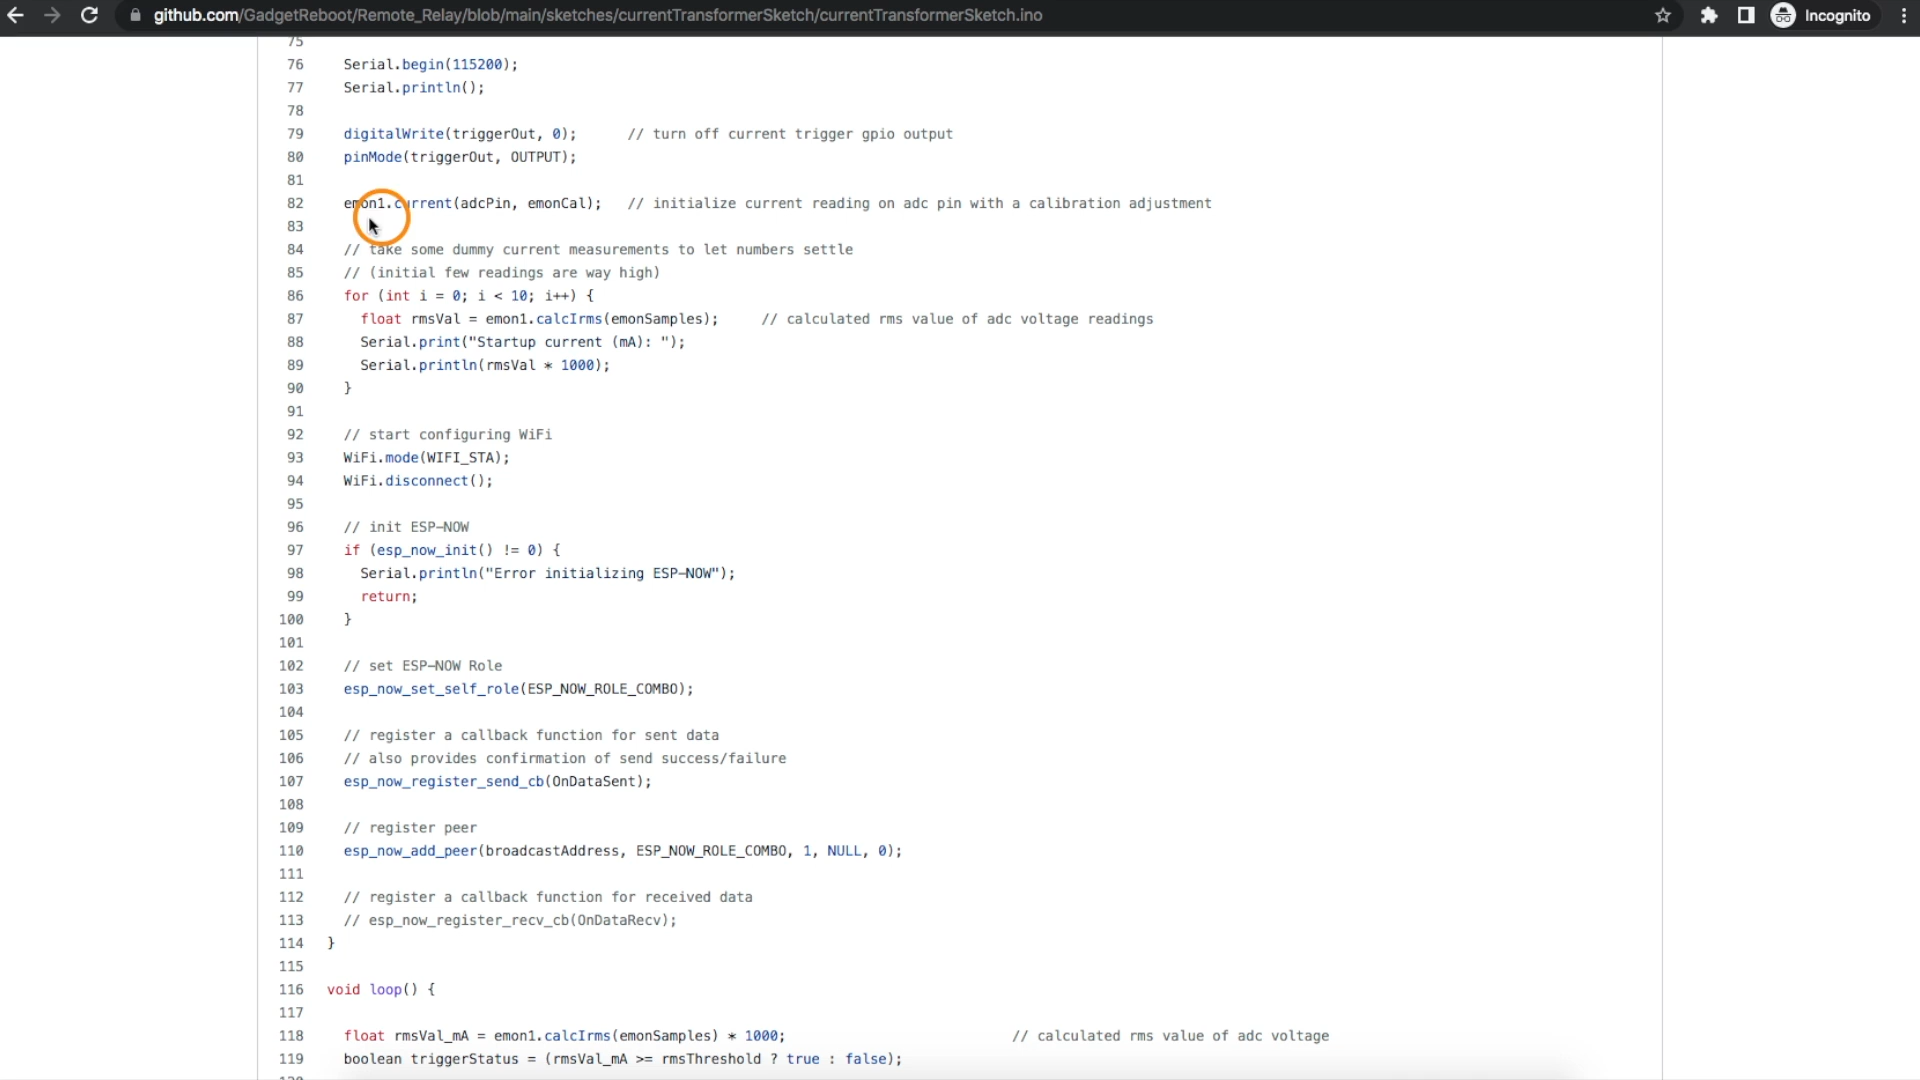 github.com/GadgetReboot/Remote_Relay/blob/main/sketches/currentTransformerSketch/currentTransformerSketch.ino
Incognito
75
76 Serial.begin(115200);
77 Serial.println();
78
79 digitalWrite(triggerOut, 0); // turn off current trigger gpio output
80 pinMode(triggerOut, OUTPUT);
81
82 emon1.current(adcPin, emonCal); // initialize current reading on adc pin with a calibration adjustment
83
84 // take some dummy current measurements to let numbers settle
85 // (initial few readings are way high)
86 for (int i = 0; i < 10; i++) {
87 float rmsVal = emon1.calcIrms(emonSamples); // calculated rms value of adc voltage readings
88 Serial.print("Startup current (mA): ");
89 Serial.println(rmsVal * 1000);
90 }
91
92 // start configuring WiFi
93 WiFi.mode(WIFI_STA);
94 WiFi.disconnect();
95
96 // init ESP-NOW
97 if (esp_now_init() != 0) {
98 Serial.println("Error initializing ESP-NOW");
99 return;
100 }
101
102 // set ESP-NOW Role
103 esp_now_set_self_role(ESP_NOW_ROLE_COMBO);
104
105 // register a callback function for sent data
106 // also provides confirmation of send success/failure
107 esp_now_register_send_cb(OnDataSent);
108
109 // register peer
110 esp_now_add_peer(broadcastAddress, ESP_NOW_ROLE_COMBO, 1, NULL, 0);
111
112 // register a callback function for received data
113 // esp_now_register_recv_cb(OnDataRecv);
114 }
115
116 void loop() {
117
118 float rmsVal_mA = emon1.calcIrms(emonSamples) * 1000; // calculated rms value of adc voltage
119 boolean triggerStatus = (rmsVal_mA >= rmsThreshold ? true : false);